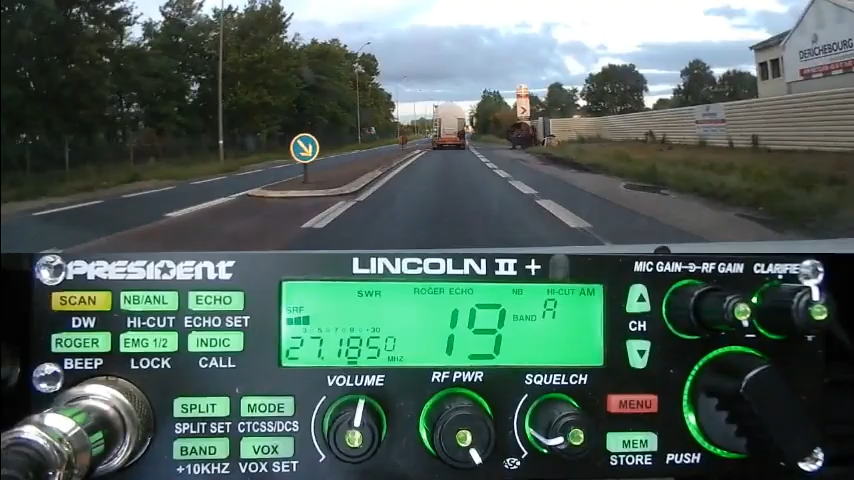 DERICHEBOURG
PRESIDENT
LINCOLN II +
MIC GAIN RF GAIN
CLARIFIER
SCAN
NB/ANL
ECHO
DW
HI-CUT
ECHO SET
ROGER
EMG 1/2
INDIC
BEEP
LOCK
CALL
SWR
ROGER ECHO
NB
HI-CUT AM
SRF
BAND A
19
27.1850 MHZ
CH
VOLUME
RF PWR
SQUELCH
SPLIT
MODE
SPLIT SET
CTCSS/DCS
BAND
VOX
+10KHZ
VOX SET
ASC
MENU
MEM
STORE
PUSH